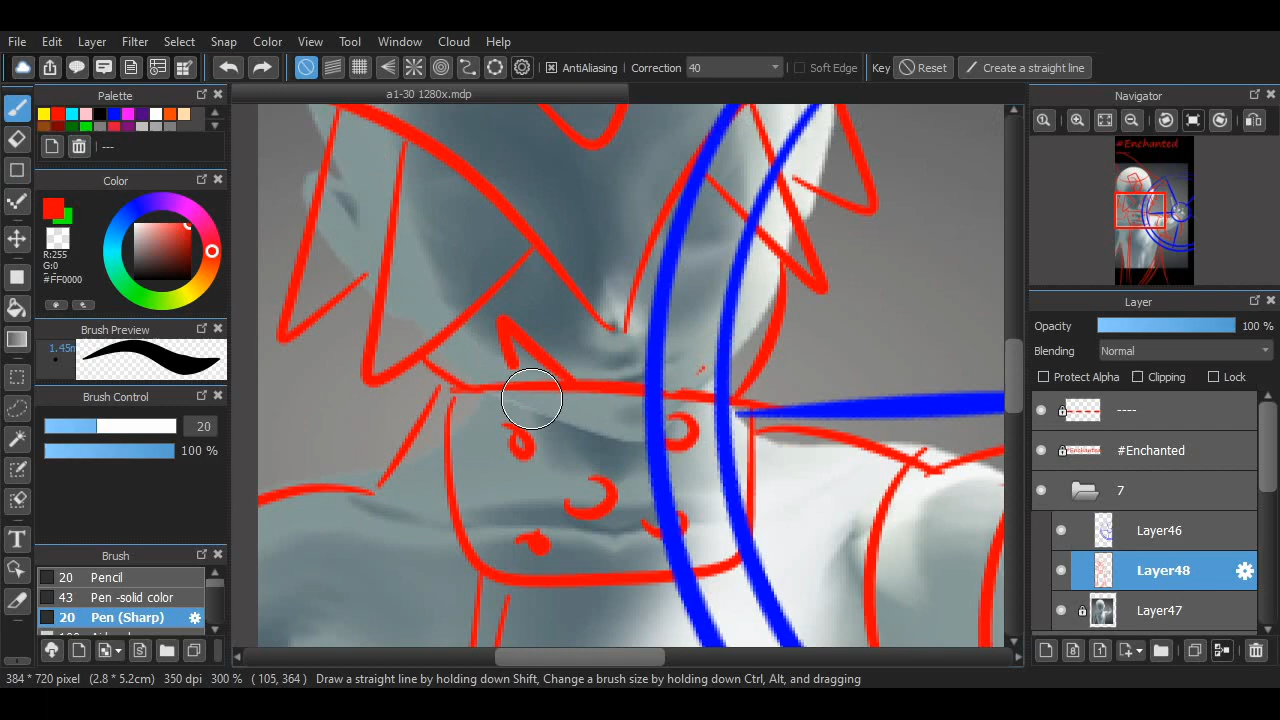 File Edit Layer Filter Select Snap Color View Tool Window Cloud Help
AntiAliasing Correction 40 Soft Edge Key Reset Create a straight line
Palette
a1-30 1280x.mdp
Navigator
---
#Enchanted
Color
R:255
G:0
#FF0000
Brush Preview
Layer
Opacity 100 %
Blending Normal
Protect Alpha Clipping Lock
Brush Control
20
100 %
----
#Enchanted
7
Layer46
Layer48
Layer47
Brush
20 Pencil
43 Pen -solid color
20 Pen (Sharp)
384 * 720 pixel (2.8 * 5.2cm) 350 dpi 300 % ( 105, 364 ) Draw a straight line by holding down Shift, Change a brush size by holding down Ctrl, Alt, and dragging